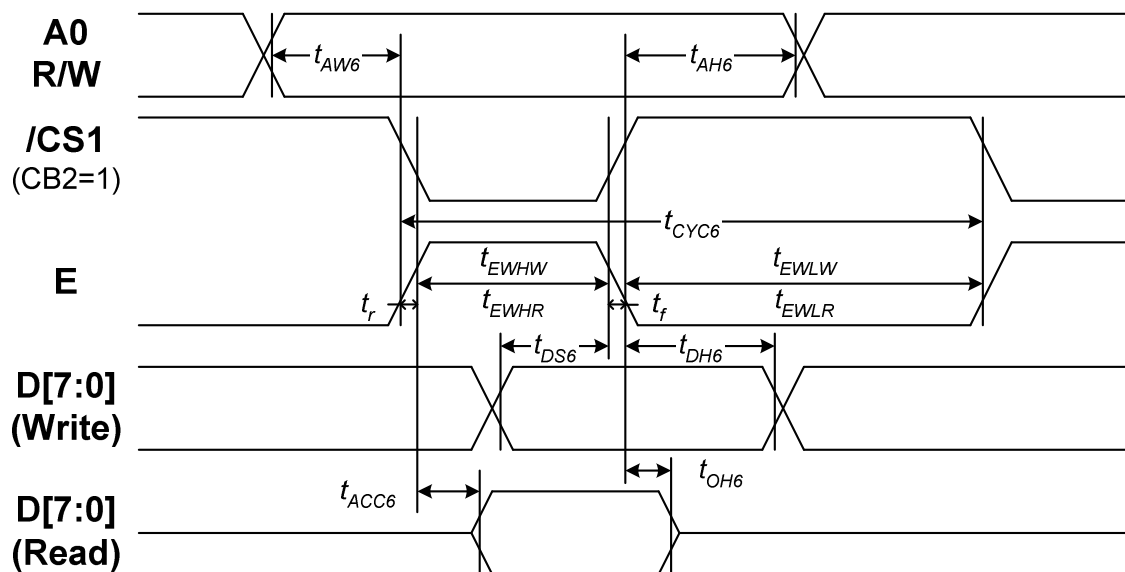 A0
R/W
tAW6
tAH6
/CS1
(CB2=1)
tCYC6
E
tEWHW
tEWLW
tr
tEWHR
tf
tEWLR
tDS6
tDH6
D[7:0]
(Write)
tACC6
tOH6
D[7:0]
(Read)